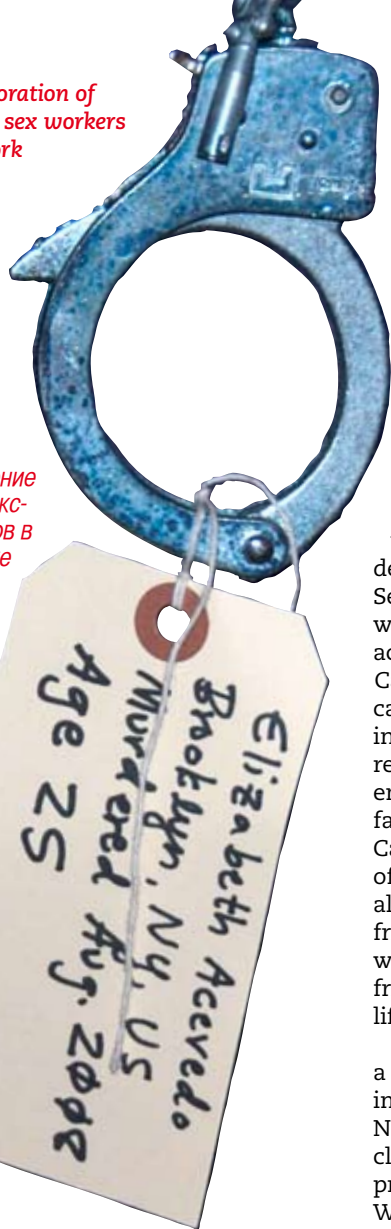 oration of
sex workers
ork
ние
кс-
ов в
е
Elizabeth Acevedo
Brooklyn, NY, US
Murdered Aug. 2008
Age 25
de
Se
w
ac
C
ca
in
re
er
fa
Ca
of
al
fr
w
fr
lif
a
in
N
cl
pr
W